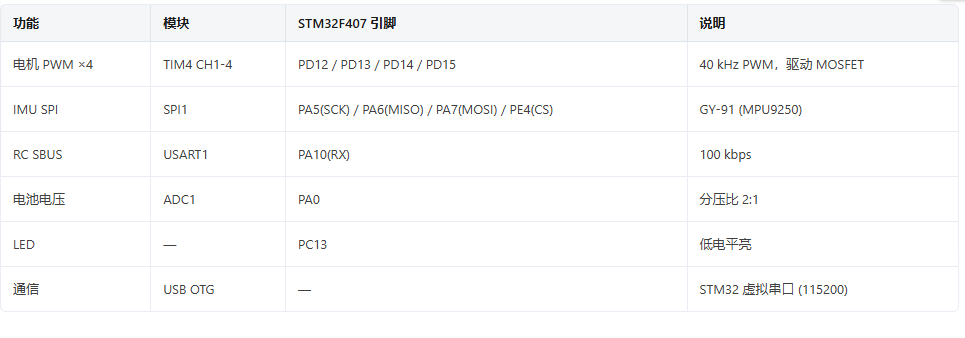 功能 模块 STM32F407 引脚 说明
电机 PWM ×4 TIM4 CH1-4 PD12 / PD13 / PD14 / PD15 40 kHz PWM，驱动 MOSFET
IMU SPI SPI1 PA5(SCK) / PA6(MISO) / PA7(MOSI) / PE4(CS) GY-91 (MPU9250)
RC SBUS USART1 PA10(RX) 100 kbps
电池电压 ADC1 PA0 分压比 2:1
LED — PC13 低电平亮
通信 USB OTG — STM32 虚拟串口 (115200)